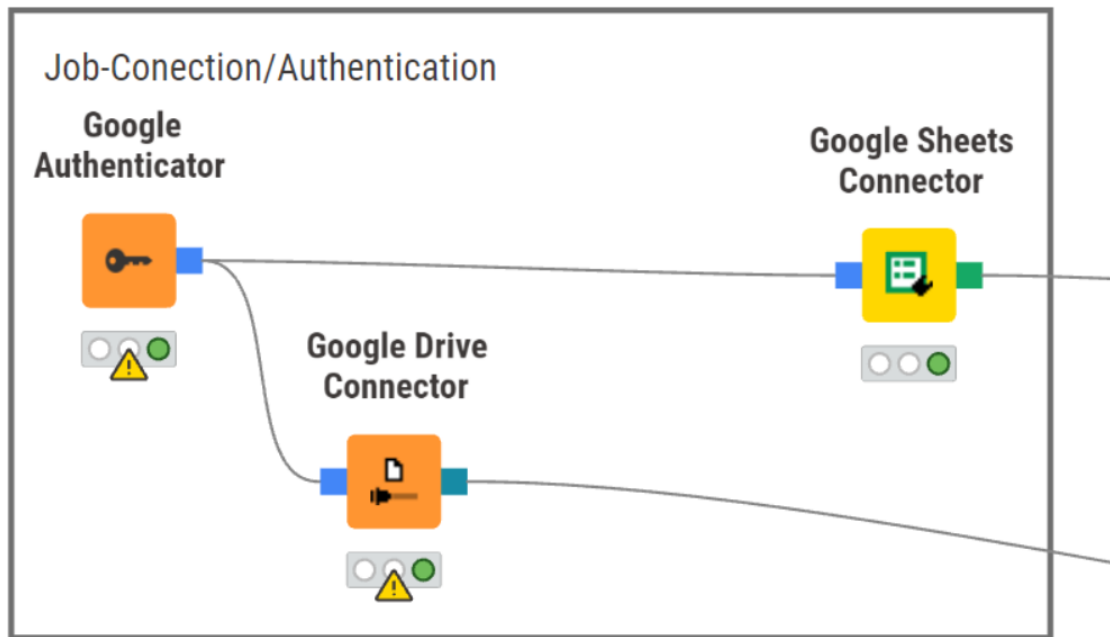 Job-Conection/Authentication
Google
Authenticator
Google Sheets
Connector
Google Drive
Connector